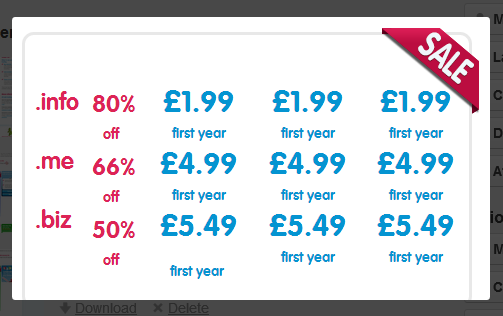 SALE
.info 80% off £1.99 first year £1.99 first year £1.99 first year
.me 66% off £4.99 first year £4.99 first year £4.99 first year
.biz 50% off £5.49 first year £5.49 first year £5.49 first year
Download Delete